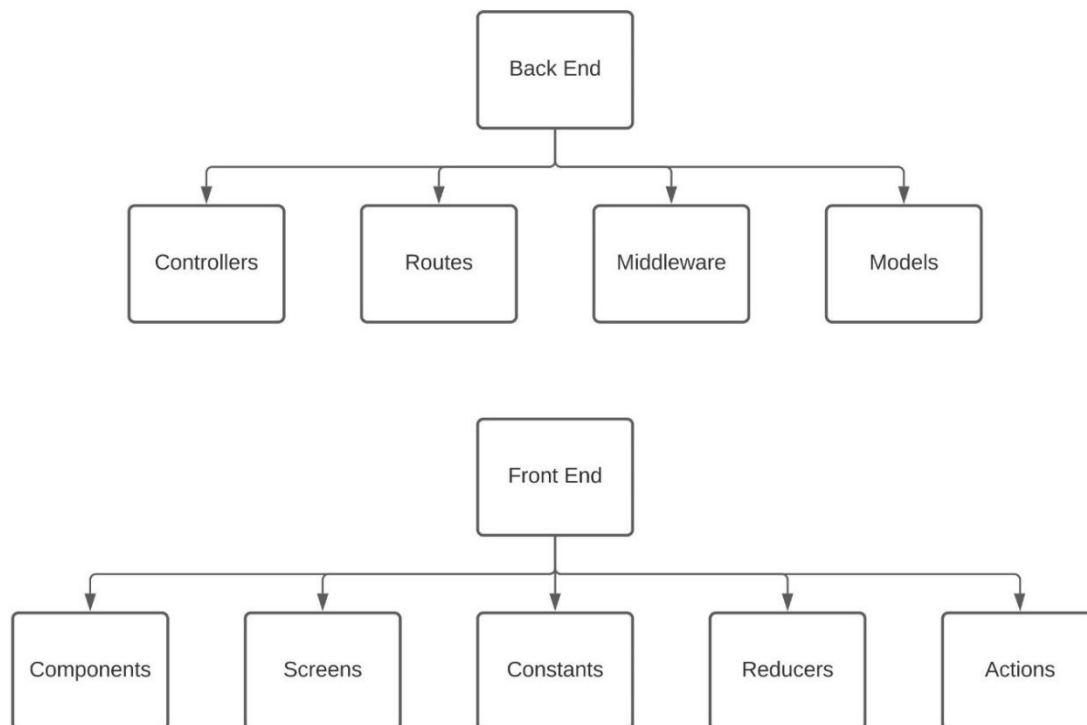 Back End
Controllers
Routes
Middleware
Models
Front End
Components
Screens
Constants
Reducers
Actions